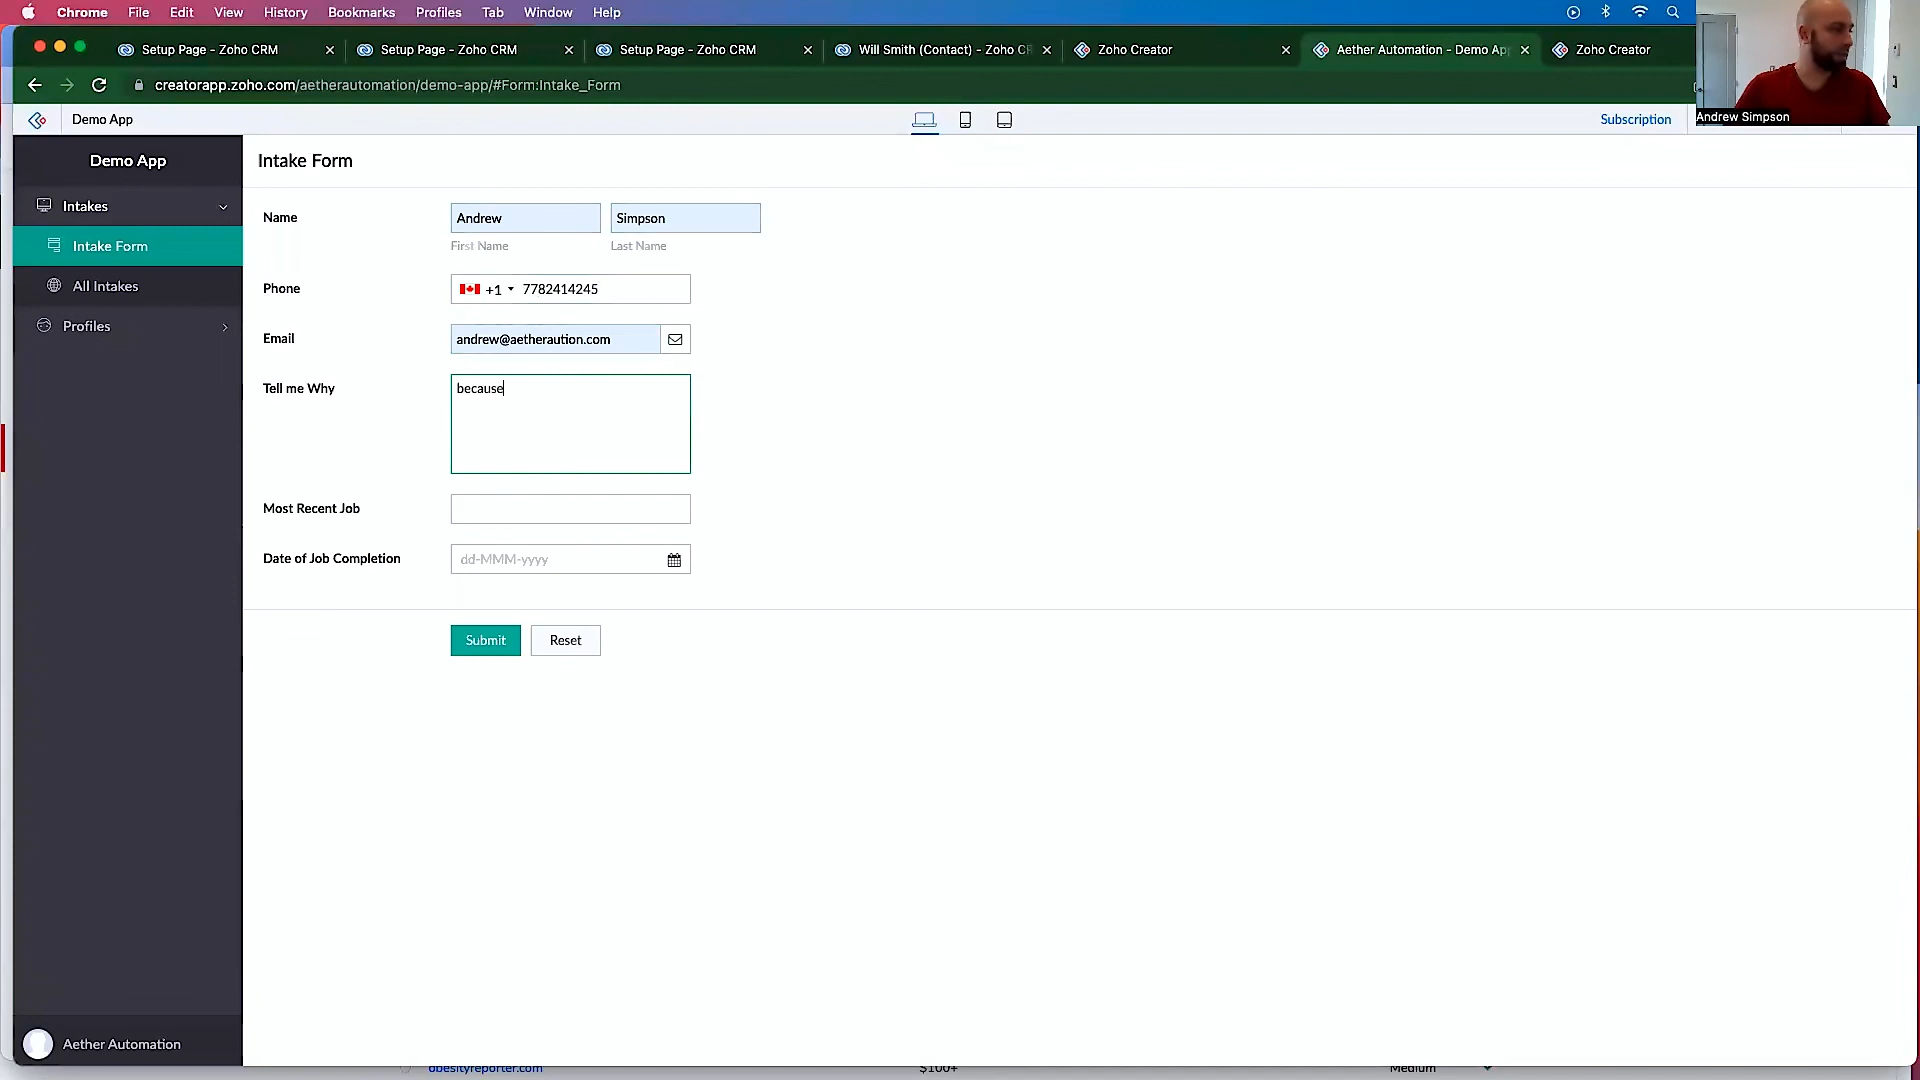 Chrome File Edit View History Bookmarks Profiles Tab Window Help
Setup Page - Zoho CRM
Setup Page - Zoho CRM
Setup Page - Zoho CRM
Will Smith (Contact) - Zoho CR
Zoho Creator
Aether Automation - Demo App
Zoho Creator
creatorapp.zoho.com/aetherautomation/demo-app/#Form:Intake_Form
Demo App
Subscription
Andrew Simpson
Demo App
Intakes
Intake Form
All Intakes
Profiles
Aether Automation
Intake Form
Name Andrew Simpson
First Name Last Name
Phone +1 7782414245
Email andrew@aetheraution.com
Tell me Why because
Most Recent Job
Date of Job Completion dd-MMM-yyyy
Submit Reset
obesityreporter.com $100+ Medium